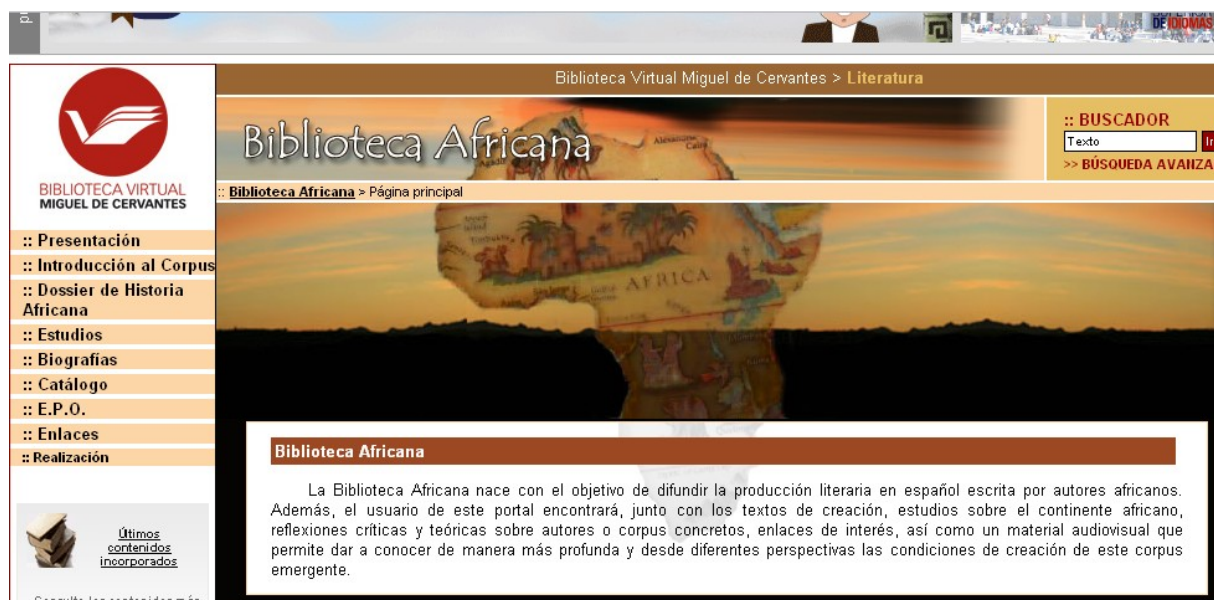 DE IDIOMAS
Biblioteca Virtual Miguel de Cervantes > Literatura
BIBLIOTECA VIRTUAL
MIGUEL DE CERVANTES
Biblioteca Africana
:: BUSCADOR
Texto
>> BÚSQUEDA AVANZA
:: Biblioteca Africana > Página principal
:: Presentación
:: Introducción al Corpus
:: Dossier de Historia
Africana
:: Estudios
:: Biografías
:: Catálogo
:: E.P.O.
:: Enlaces
:: Realización
Últimos
contenidos
incorporados
AFRICA
Biblioteca Africana
La Biblioteca Africana nace con el objetivo de difundir la producción literaria en español escrita por autores africanos.
Además, el usuario de este portal encontrará, junto con los textos de creación, estudios sobre el continente africano,
reflexiones críticas y teóricas sobre autores o corpus concretos, enlaces de interés, así como un material audiovisual que
permite dar a conocer de manera más profunda y desde diferentes perspectivas las condiciones de creación de este corpus
emergente.